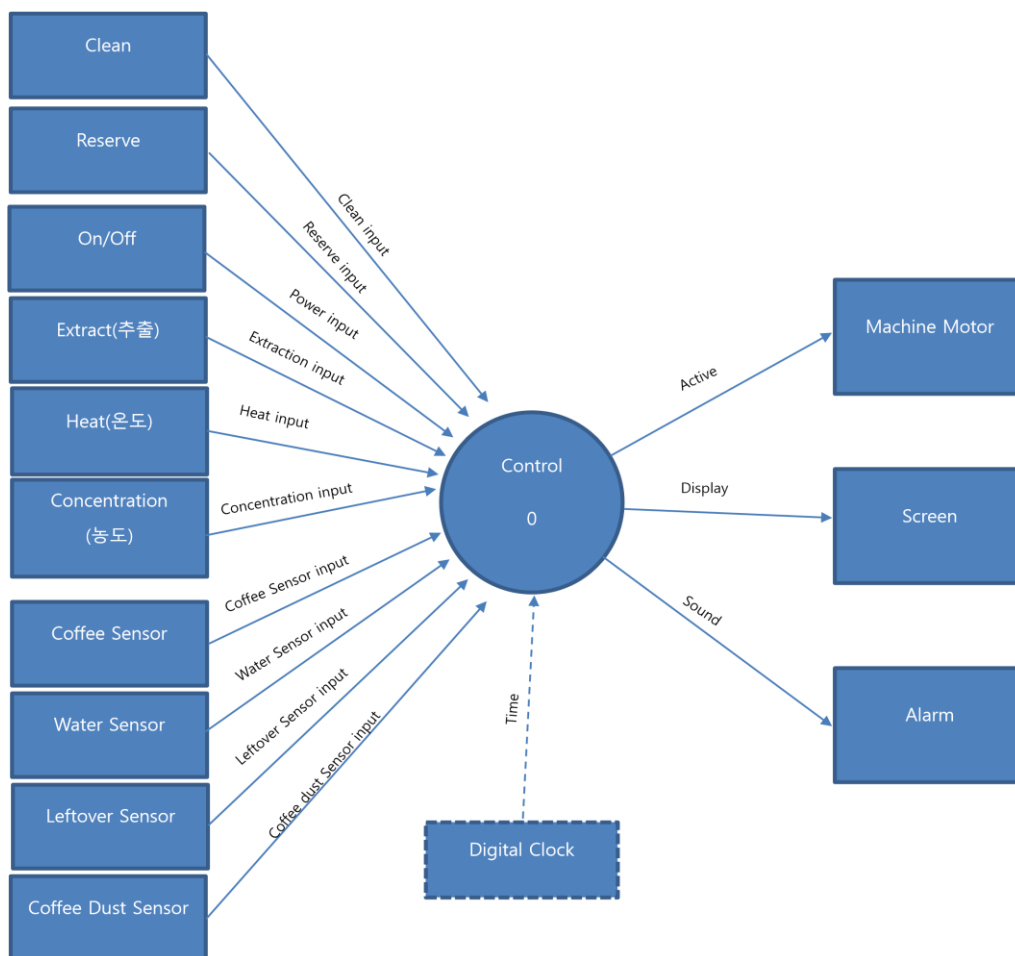 Clean
Reserve
On/Off
Extract(추출)
Heat(온도)
Concentration
(농도)
Coffee Sensor
Water Sensor
Leftover Sensor
Coffee Dust Sensor
Clean input
Reserve input
Power input
Extraction input
Heat input
Concentration input
Coffee Sensor input
Water Sensor input
Leftover Sensor input
Coffee dust Sensor input
Control
0
Time
Digital Clock
Active
Display
Sound
Machine Motor
Screen
Alarm